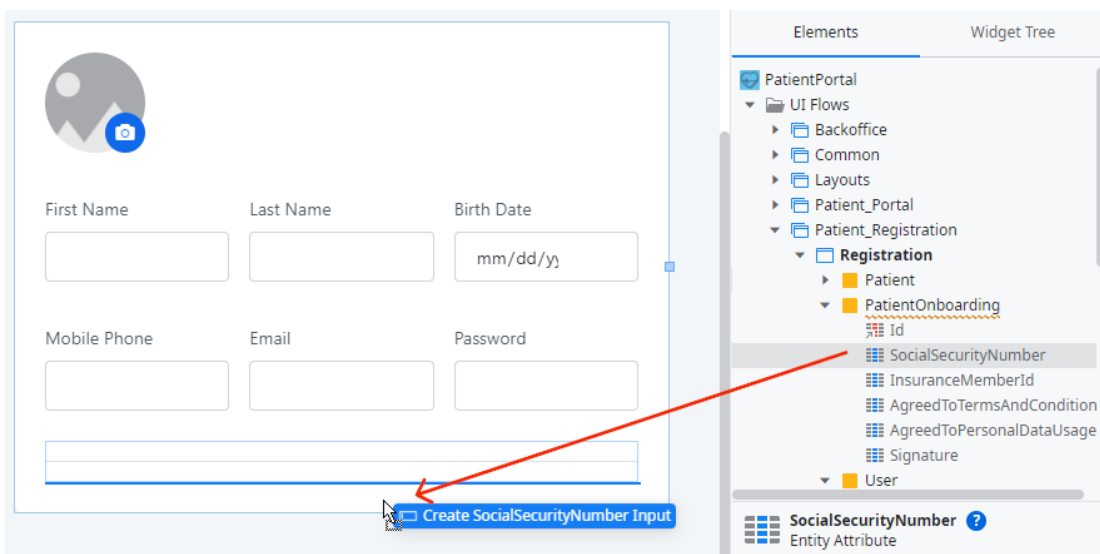 Elements
Widget Tree
PatientPortal
UI Flows
Backoffice
Common
Layouts
Patient_Portal
Patient_Registration
Registration
Patient
PatientOnboarding
Id
SocialSecurityNumber
InsuranceMemberId
AgreedToTermsAndCondition
AgreedToPersonalDataUsage
Signature
User
SocialSecurityNumber ?
Entity Attribute
First Name Last Name Birth Date
mm/dd/yy
Mobile Phone Email Password
Create SocialSecurityNumber Input